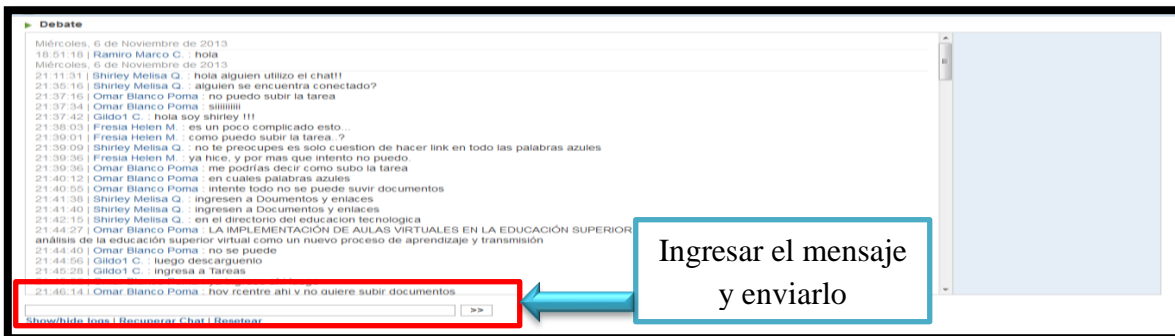 Debate
Miércoles, 6 de Noviembre de 2013
18:51:18 | Ramiro Marco C. : hola
Miércoles, 6 de Noviembre de 2013
21:11:31 | Shirley Melisa Q. : hola alguien utilizo el chat!!
21:35:16 | Shirley Melisa Q. : alguien se encuentra conectado?
21:37:16 | Omar Blanco Poma : no puedo subir la tarea
21:37:34 | Omar Blanco Poma : siiiiiiiii
21:37:42 | Gildo1 C. : hola soy shirley !!!
21:38:03 | Fresia Helen M. : es un poco complicado esto...
21:39:01 | Fresia Helen M. : como puedo subir la tarea..?
21:39:09 | Shirley Melisa Q. : no te preocupes es solo cuestion de hacer link en todo las palabras azules
21:39:36 | Fresia Helen M. : ya hice, y por mas que intento no puedo.
21:39:36 | Omar Blanco Poma : me podrías decir como subo la tarea
21:40:12 | Omar Blanco Poma : en cuales palabras azules
21:40:55 | Omar Blanco Poma : intente todo no se puede suvir documentos
21:41:38 | Shirley Melisa Q. : ingresen a Doumentos y enlaces
21:41:40 | Shirley Melisa Q. : ingresen a Documentos y enlaces
21:42:15 | Shirley Melisa Q. : en el directorio del educacion tecnologica
21:44:27 | Omar Blanco Poma : LA IMPLEMENTACIÓN DE AULAS VIRTUALES EN LA EDUCACIÓN SUPERIOR
análisis de la educación superior virtual como un nuevo proceso de aprendizaje y transmisión
21:44:40 | Omar Blanco Poma : no se puede
21:44:56 | Gildo1 C. : luego descarguenlo
21:45:28 | Gildo1 C. : ingresa a Tareas
21:46:14 | Omar Blanco Poma : hoy rcentre ahi y no quiere subir documentos
>>
Show/hide logs | Recuperar Chat | Resetear
Ingresar el mensaje
y enviarlo